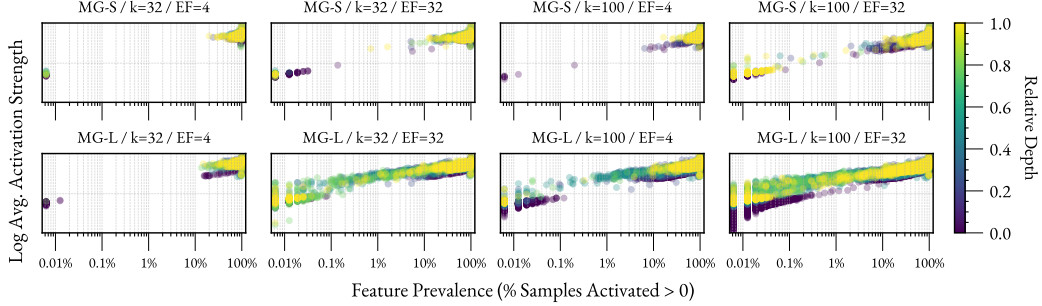 MG-S / k=32 / EF=4
MG-S / k=32 / EF=32
MG-S / k=100 / EF=4
MG-S / k=100 / EF=32
MG-L / k=32 / EF=4
MG-L / k=32 / EF=32
MG-L / k=100 / EF=4
MG-L / k=100 / EF=32
Log Avg. Activation Strength
0.01% 0.1% 1% 10% 100%
0.01% 0.1% 1% 10% 100%
0.01% 0.1% 1% 10% 100%
0.01% 0.1% 1% 10% 100%
Feature Prevalence (% Samples Activated > 0)
1.0
0.8
0.6
0.4
0.2
0.0
Relative Depth